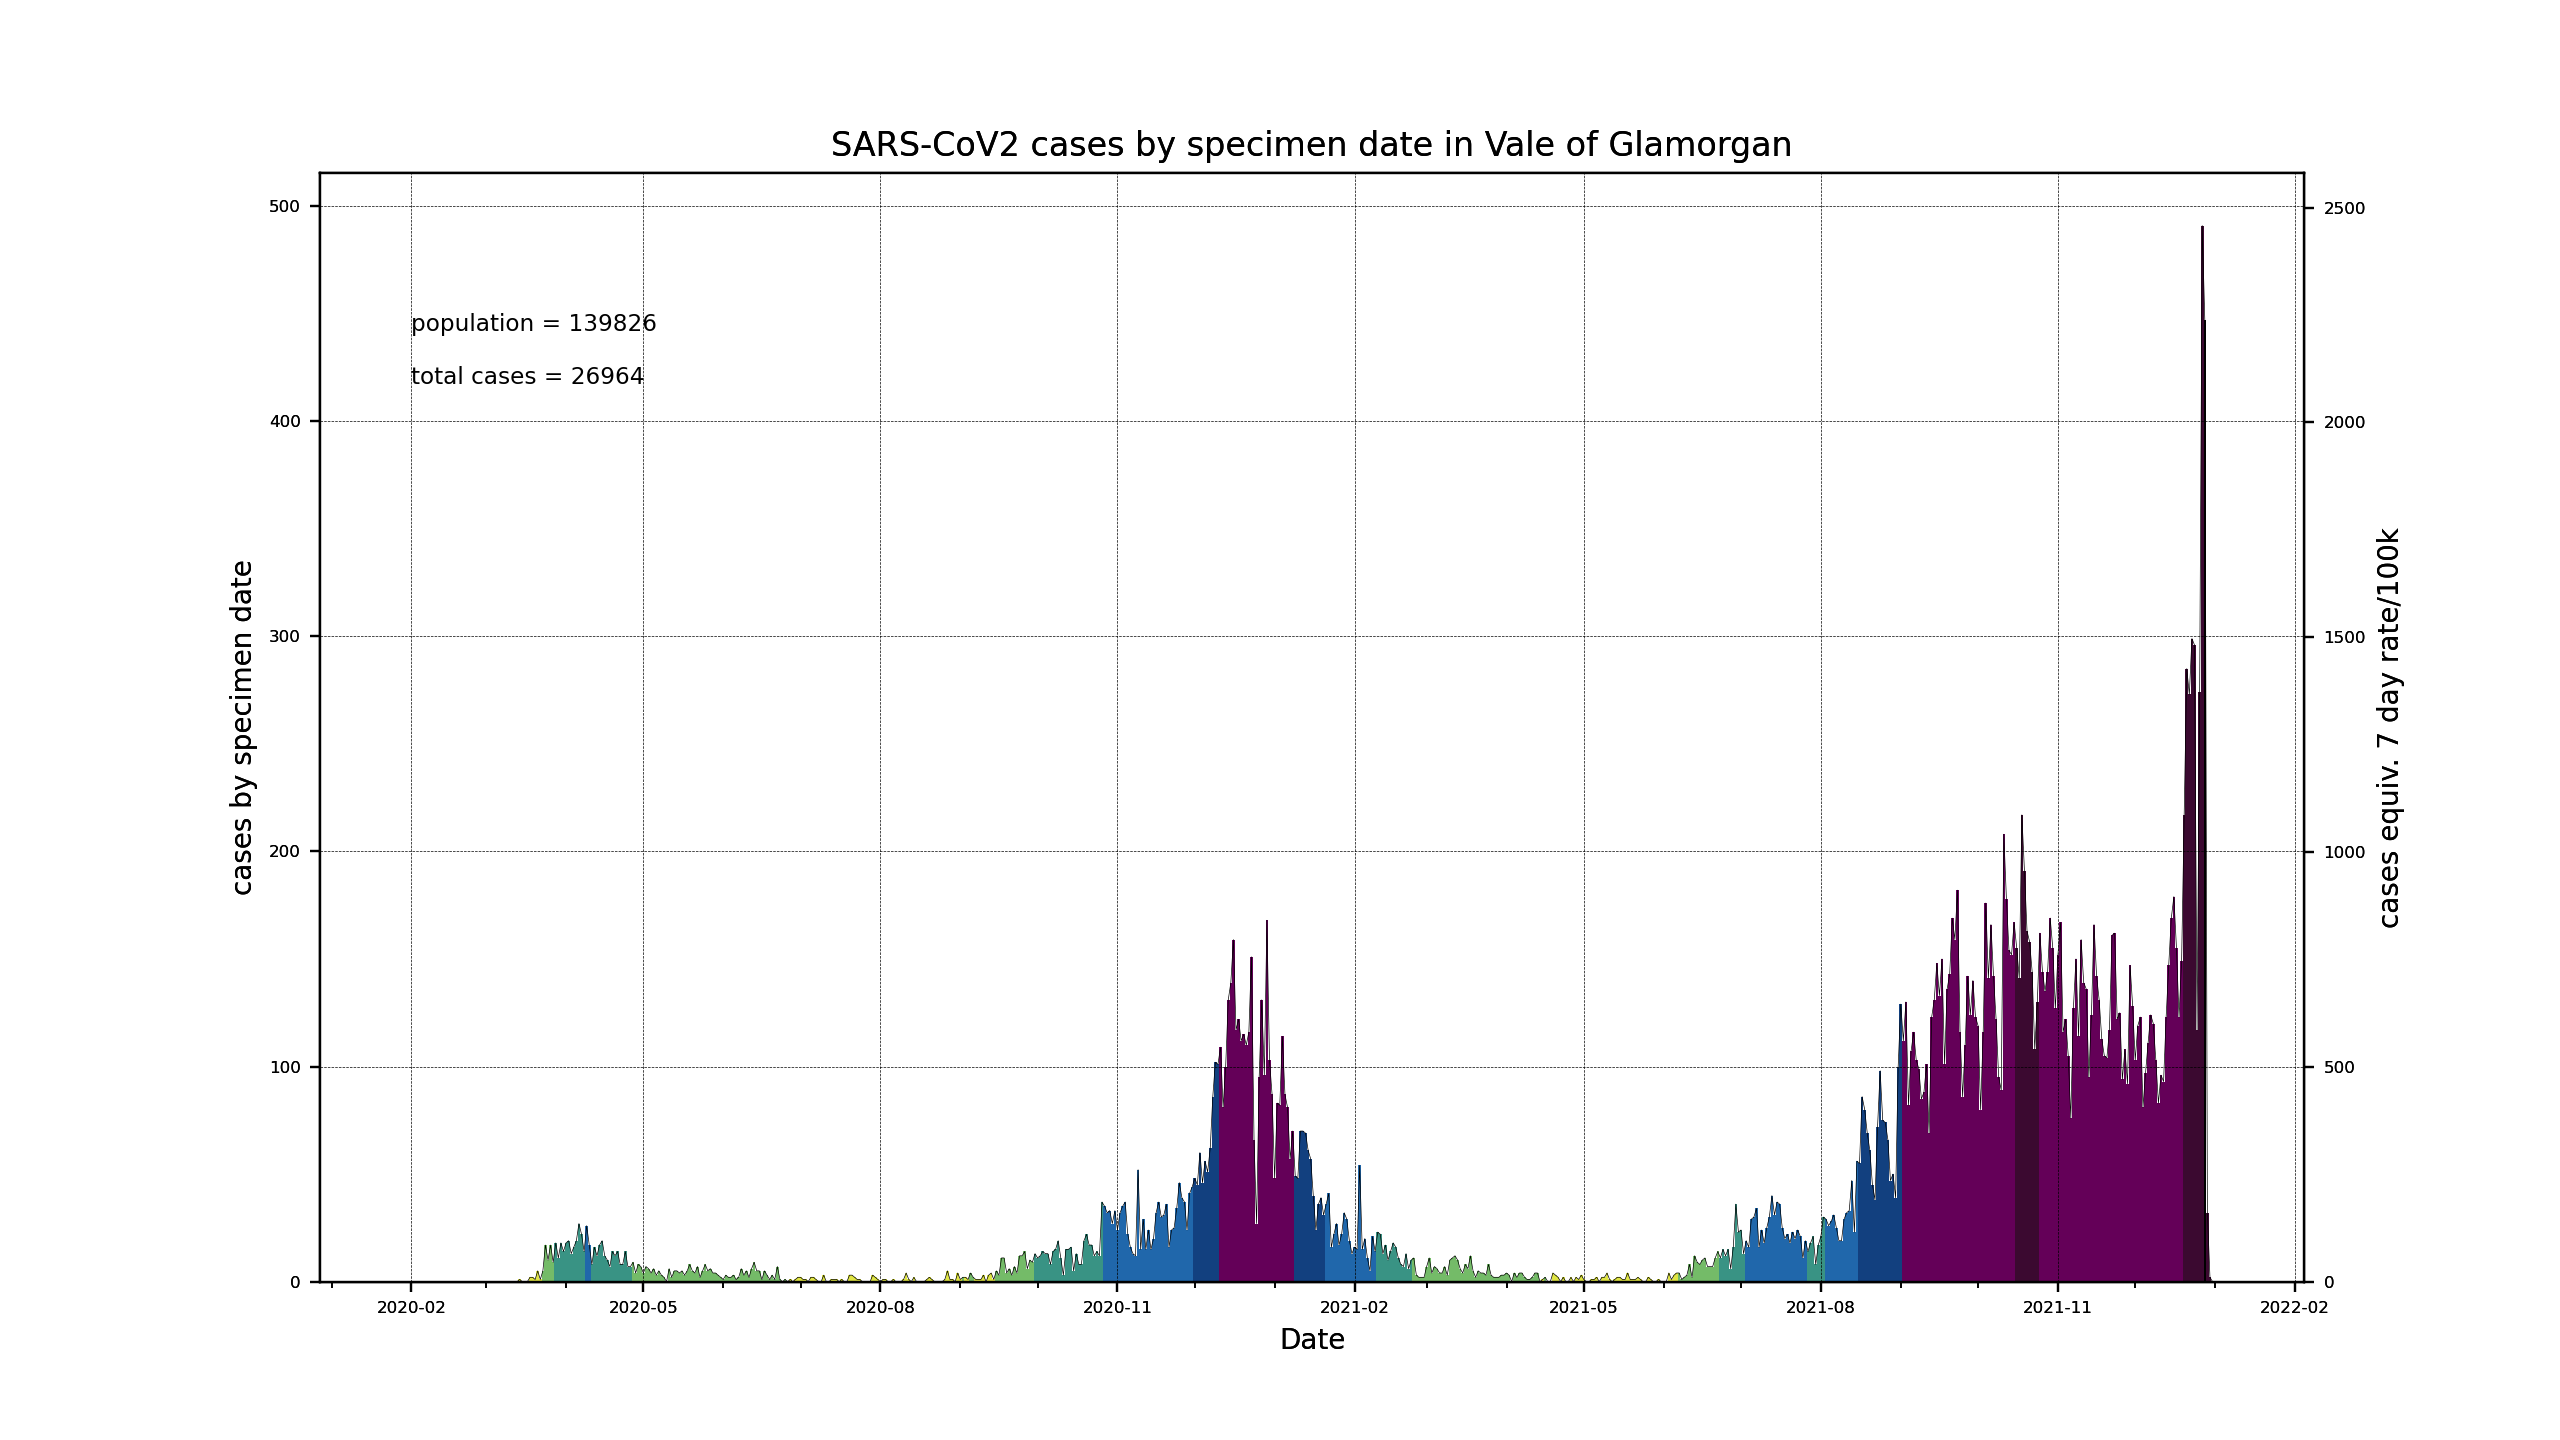 SARS-CoV2 cases by specimen date in Vale of Glamorgan
population = 139826
total cases = 26964
cases by specimen date
500
400
300
200
100
0
cases equiv. 7 day rate/100k
2500
2000
1500
1000
500
0
2020-02 2020-05 2020-08 2020-11 2021-02 2021-05 2021-08 2021-11 2022-02
Date